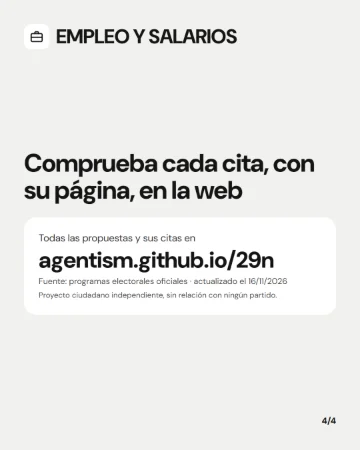 EMPLEO Y SALARIOS
Comprueba cada cita, con
su página, en la web
Todas las propuestas y sus citas en
agentism.github.io/29n
Fuente: programas electorales oficiales · actualizado el 16/11/2026
Proyecto ciudadano independiente, sin relación con ningún partido.
4/4